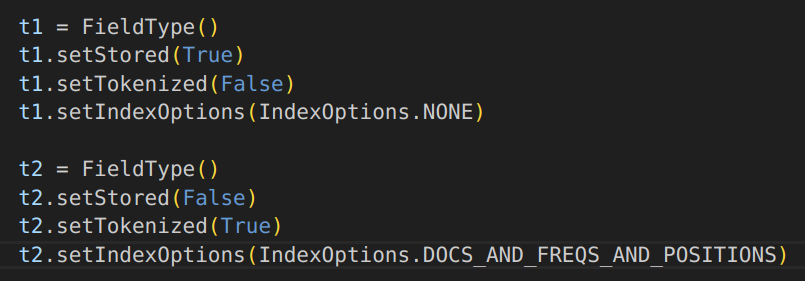 t1 = FieldType()
t1.setStored(True)
t1.setTokenized(False)
t1.setIndexOptions(IndexOptions.NONE)
t2 = FieldType()
t2.setStored(False)
t2.setTokenized(True)
t2.setIndexOptions(IndexOptions.DOCS_AND_FREQS_AND_POSITIONS)